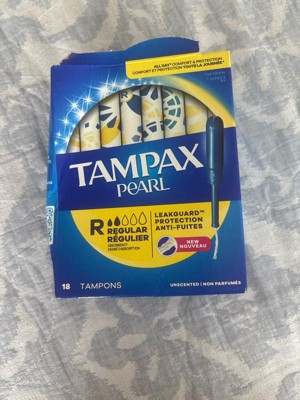 ALL DAY* COMFORT & PROTECTION*
CONFORT ET PROTECTION *TOUTE LA JOURNÉE*
TAMPAX
PEARL
R REGULAR
RÉGULIER
ABSORBENCY
LEAKGUARD™
PROTECTION
ANTI-FUITES
NEW
NOUVEAU
18 TAMPONS
UNSCENTED | NON PARFUMÉS